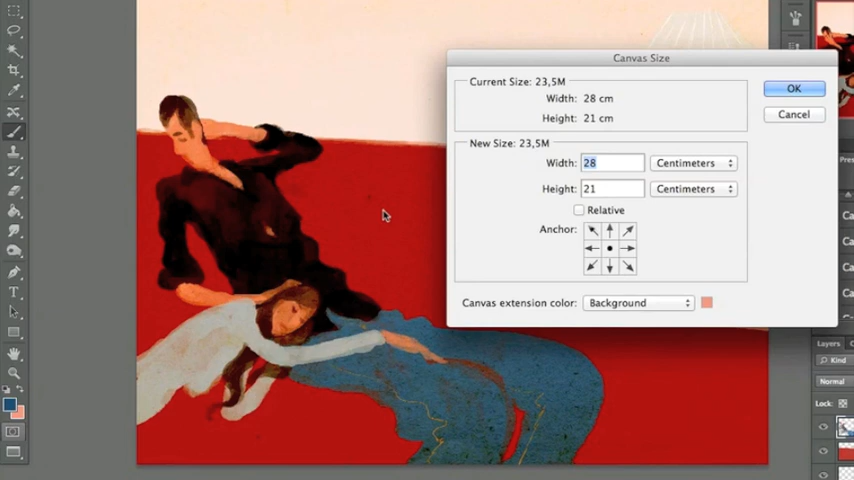 Canvas Size
Current Size: 23,5M
Width: 28 cm
Height: 21 cm
OK
Cancel
New Size: 23,5M
Width: 28 Centimeters
Height: 21 Centimeters
Relative
Anchor:
Canvas extension color: Background
Layers
Kind
Normal
Lock: